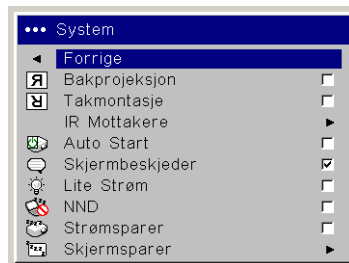 ••• System
Forrige
Bakprojeksjon
Takmontasje
IR Mottakere
Auto Start
Skjermbeskjeder
Lite Strøm
NND
Strømsparer
Skjermsparer